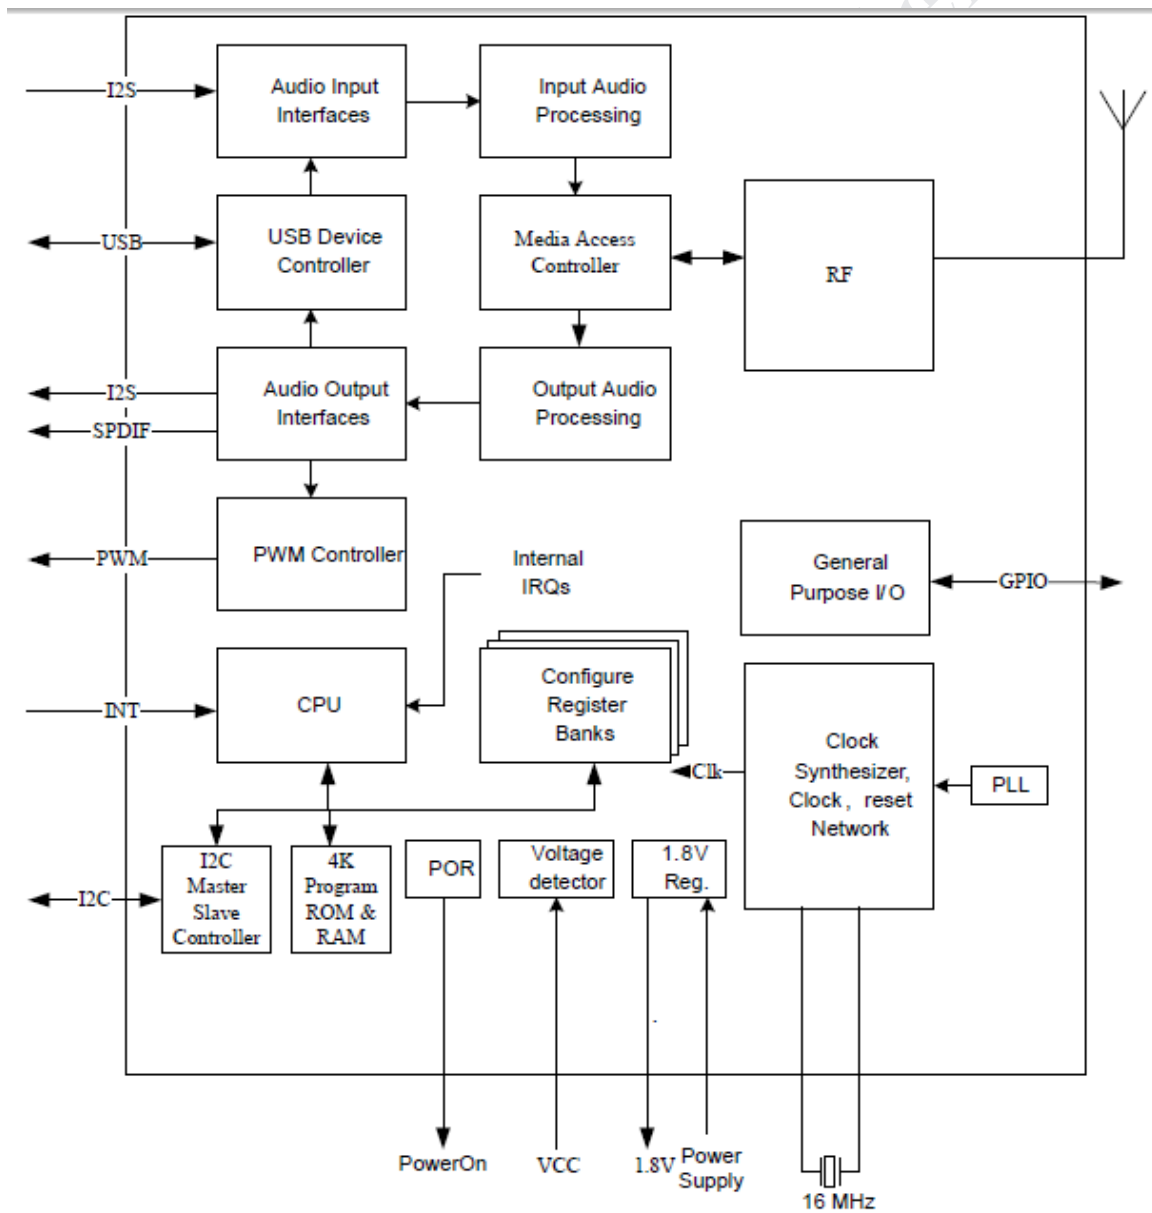 I2S
Audio Input
Interfaces
Input Audio
Processing
USB
USB Device
Controller
Media Access
Controller
RF
I2S
SPDIF
Audio Output
Interfaces
Output Audio
Processing
PWM
PWM Controller
Internal
IRQs
General
Purpose I/O
GPIO
INT
CPU
Configure
Register
Banks
Clk
Clock
Synthesizer,
Clock, reset
Network
PLL
I2C
I2C
Master
Slave
Controller
4K
Program
ROM &
RAM
POR
Voltage
detector
1.8V
Reg.
PowerOn
VCC
1.8V
Power
Supply
16 MHz